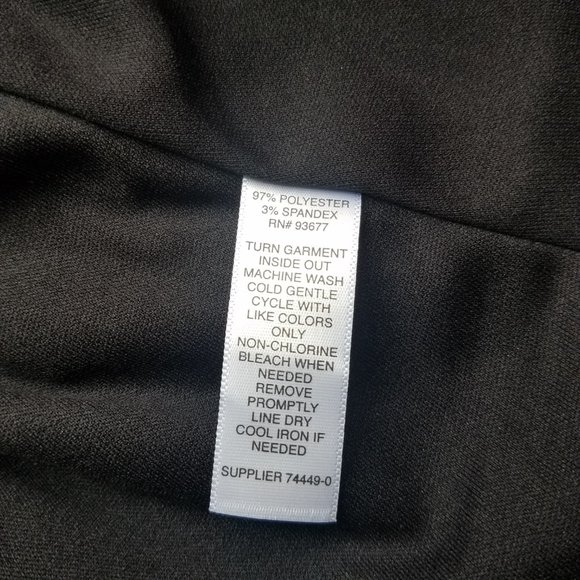 97% POLYESTER
3% SPANDEX
RN# 93677
TURN GARMENT
INSIDE OUT
MACHINE WASH
COLD GENTLE
CYCLE WITH
LIKE COLORS
ONLY
NON-CHLORINE
BLEACH WHEN
NEEDED
REMOVE
PROMPTLY
LINE DRY
COOL IRON IF
NEEDED
SUPPLIER 74449-0